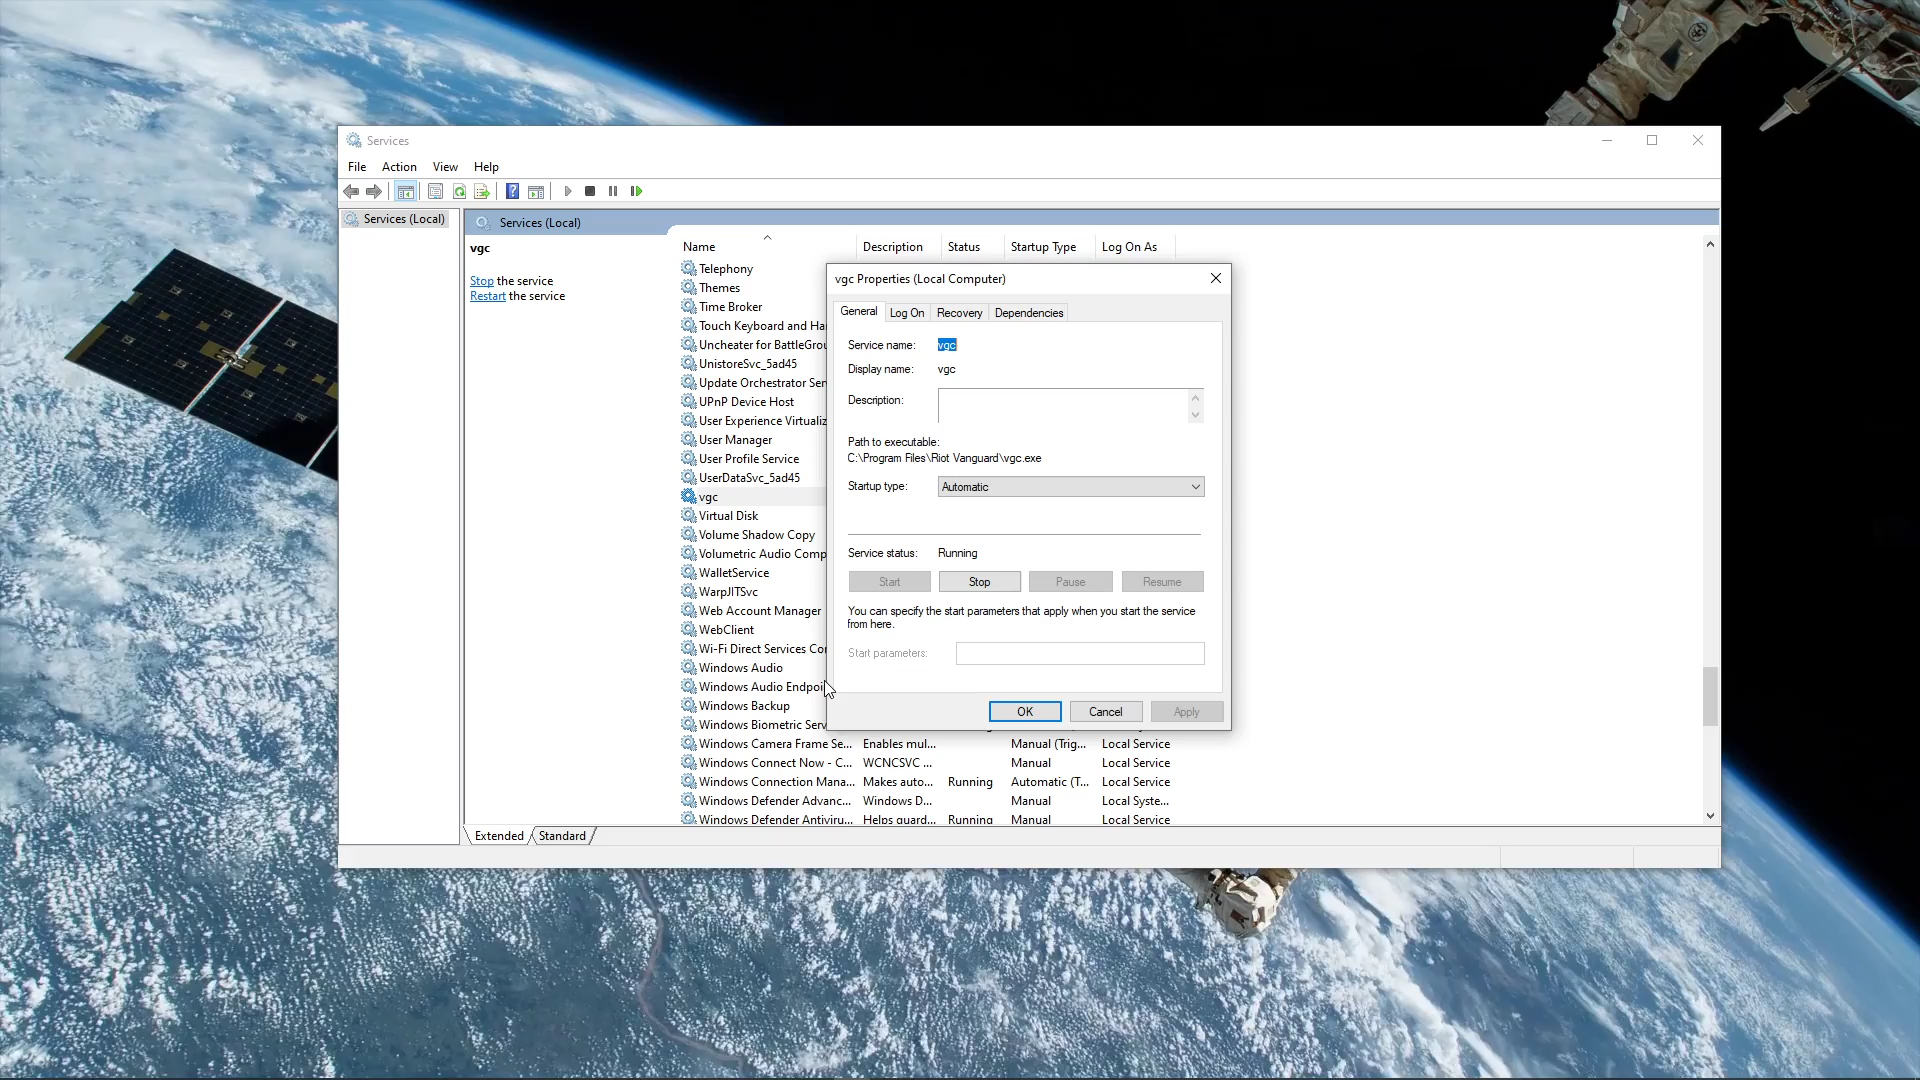 Services
File Action View Help
Services (Local)
Services (Local)
vgc
Stop the service
Restart the service
Name Description Status Startup Type Log On As
Telephony
Themes
Time Broker
Touch Keyboard and Ha
Uncheater for BattleGrou
UnistoreSvc_5ad45
Update Orchestrator Ser
UPnP Device Host
User Experience Virtualiz
User Manager
User Profile Service
UserDataSvc_5ad45
vgc
Virtual Disk
Volume Shadow Copy
Volumetric Audio Comp
WalletService
WarpJITSvc
Web Account Manager
WebClient
Wi-Fi Direct Services Cor
Windows Audio
Windows Audio Endpoi
Windows Backup
Windows Biometric Serv
Windows Camera Frame Se... Enables mul... Manual (Trig... Local Service
Windows Connect Now - C... WCNCSVC ... Manual Local Service
Windows Connection Mana... Makes auto... Running Automatic (T... Local Service
Windows Defender Advanc... Windows D... Manual Local Syste...
Windows Defender Antiviru... Helps guard... Running Manual Local Service
vgc Properties (Local Computer)
General Log On Recovery Dependencies
Service name: vgc
Display name: vgc
Description:
Path to executable:
C:\Program Files\Riot Vanguard\vgc.exe
Startup type: Automatic
Service status: Running
Start Stop Pause Resume
You can specify the start parameters that apply when you start the service
from here.
Start parameters:
OK Cancel Apply
Extended Standard